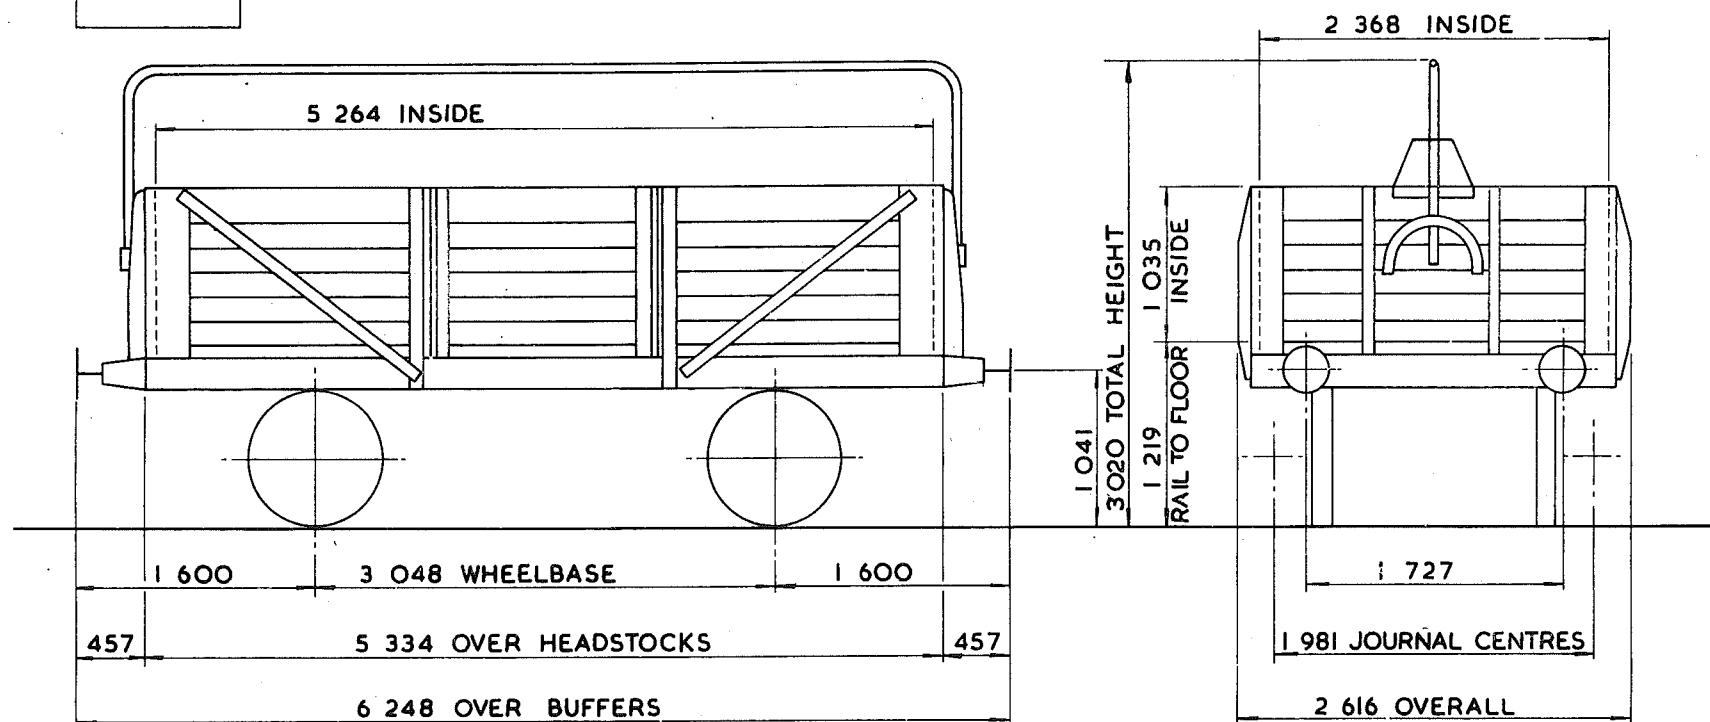 2 368 INSIDE
5 264 INSIDE
1 041
3 020 TOTAL HEIGHT
1 035 INSIDE
1 219 RAIL TO FLOOR
1 600
3 048 WHEELBASE
1 600
1 727
457
5 334 OVER HEADSTOCKS
457
1 981 JOURNAL CENTRES
6 248 OVER BUFFERS
2 616 OVERALL